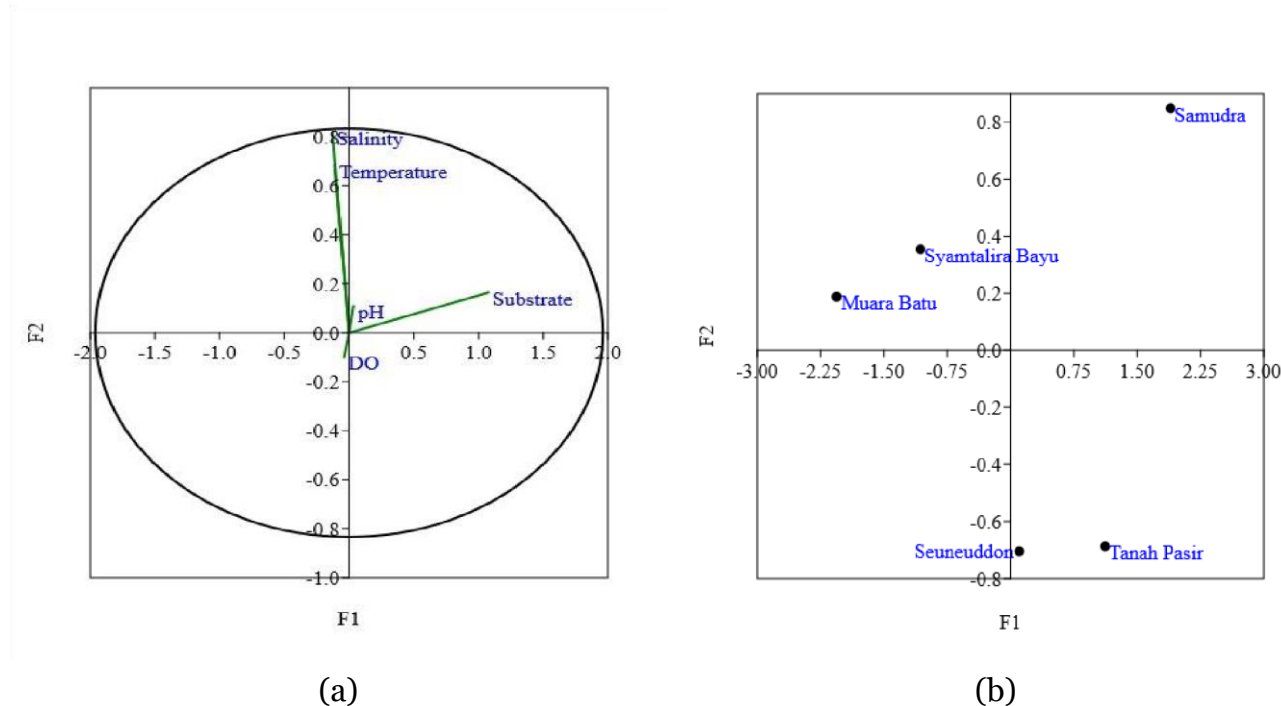 0.8
Salinity
Temperature
0.6
0.4
0.2
Substrate
pH
0.0
-2.0 -1.5 -1.0 -0.5 0.5 1.0 1.5 2.0
DO
-0.2
-0.4
-0.6
-0.8
-1.0
F2
F1
(a)
0.8
Samudra
0.6
0.4
Syamtalira Bayu
0.2
Muara Batu
0.0
-3.00 -2.25 -1.50 -0.75 0.75 1.50 2.25 3.00
-0.2
-0.4
-0.6
Seuneuddon
Tanah Pasir
-0.8
F2
F1
(b)